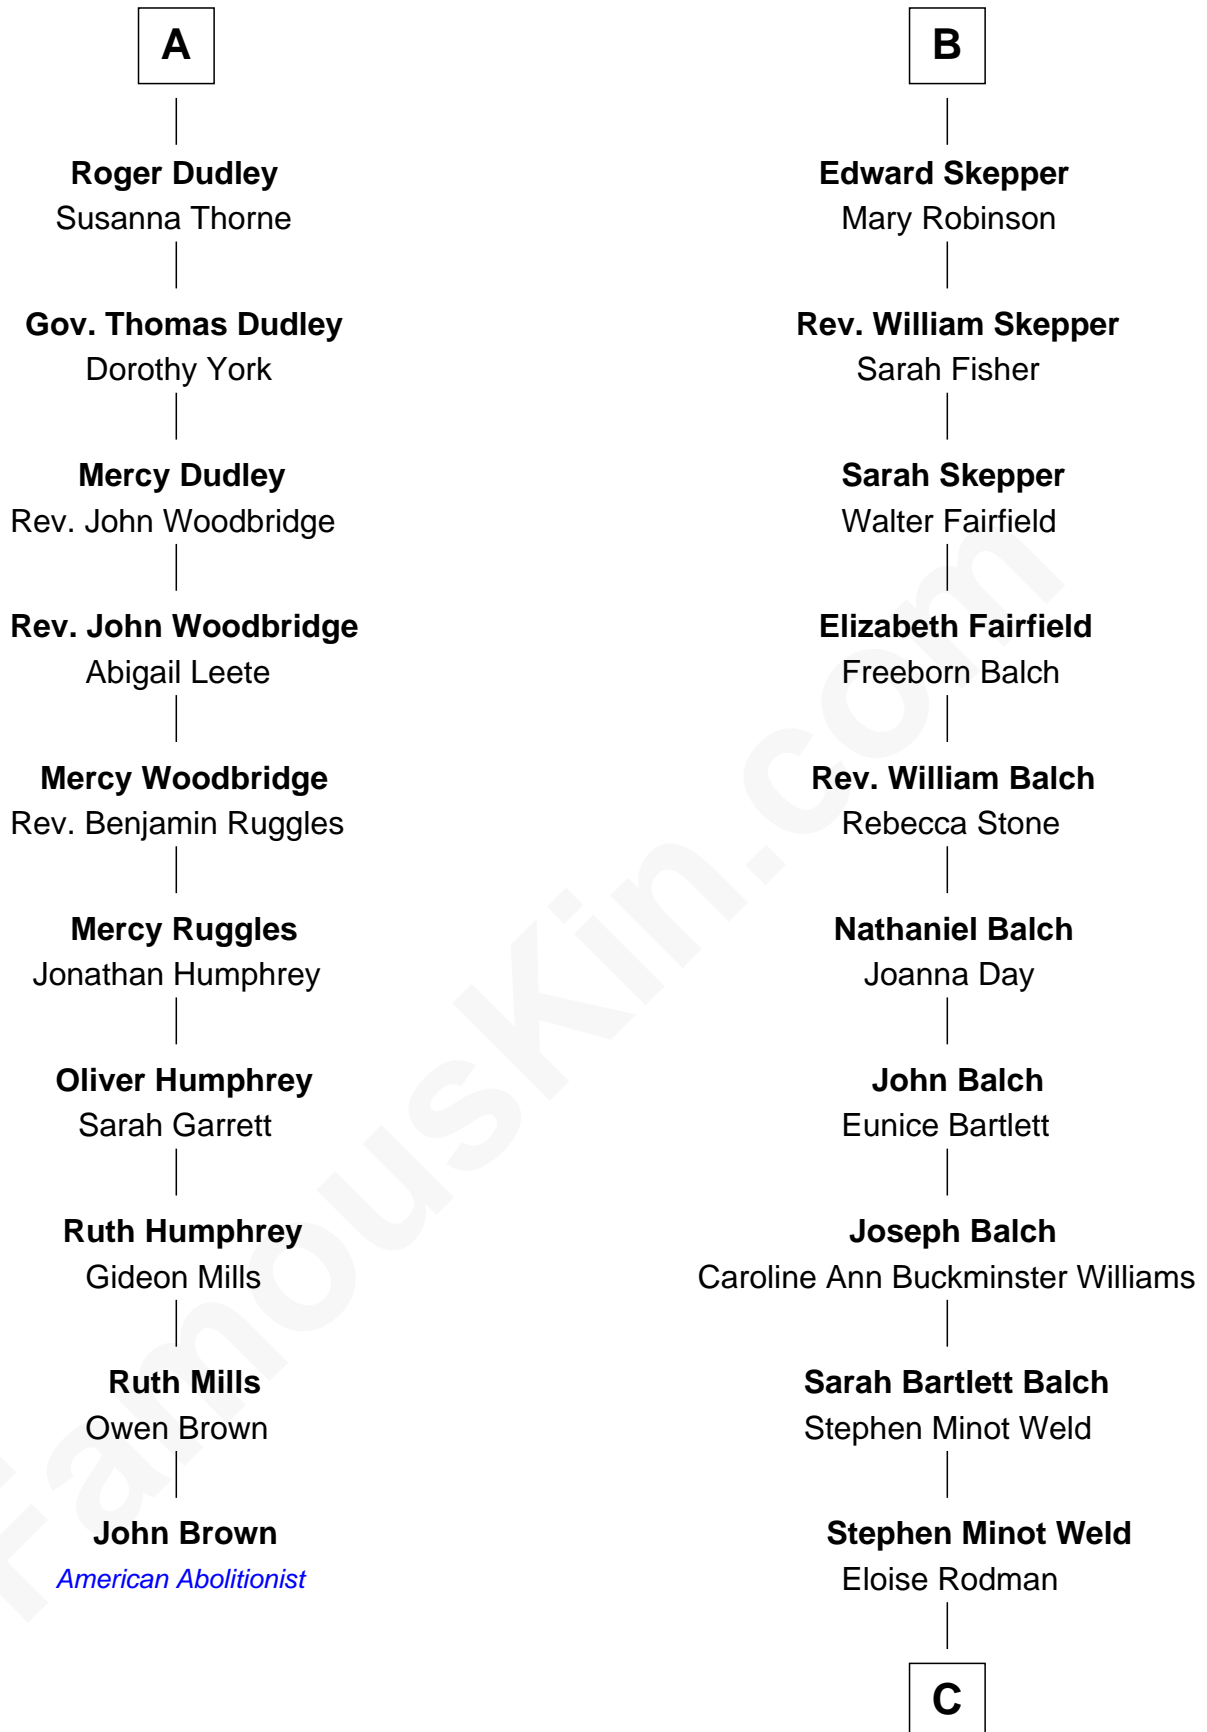 A
Roger Dudley
Susanna Thorne
Gov. Thomas Dudley
Dorothy York
Mercy Dudley
Rev. John Woodbridge
Rev. John Woodbridge
Abigail Leete
Mercy Woodbridge
Rev. Benjamin Ruggles
Mercy Ruggles
Jonathan Humphrey
Oliver Humphrey
Sarah Garrett
Ruth Humphrey
Gideon Mills
Ruth Mills
Owen Brown
John Brown
American Abolitionist
B
Edward Skepper
Mary Robinson
Rev. William Skepper
Sarah Fisher
Sarah Skepper
Walter Fairfield
Elizabeth Fairfield
Freeborn Balch
Rev. William Balch
Rebecca Stone
Nathaniel Balch
Joanna Day
John Balch
Eunice Bartlett
Joseph Balch
Caroline Ann Buckminster Williams
Sarah Bartlett Balch
Stephen Minot Weld
Stephen Minot Weld
Eloise Rodman
C
FamousKin.com